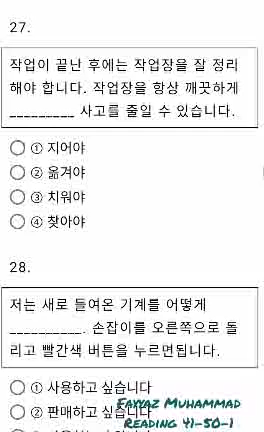 27.
작업이 끝난 후에는 작업장을 잘 정리
해야 합니다. 작업장을 항상 깨끗하게
_________ 사고를 줄일 수 있습니다.
① 지어야
② 옮겨야
③ 치워야
④ 찾아야
28.
저는 새로 들여온 기계를 어떻게
__________. 손잡이를 오른쪽으로 돌
리고 빨간색 버튼을 누르면됩니다.
① 사용하고 싶습니다
② 판매하고 싶습니다
Fayyaz Muhammad
Reading 41-50-1